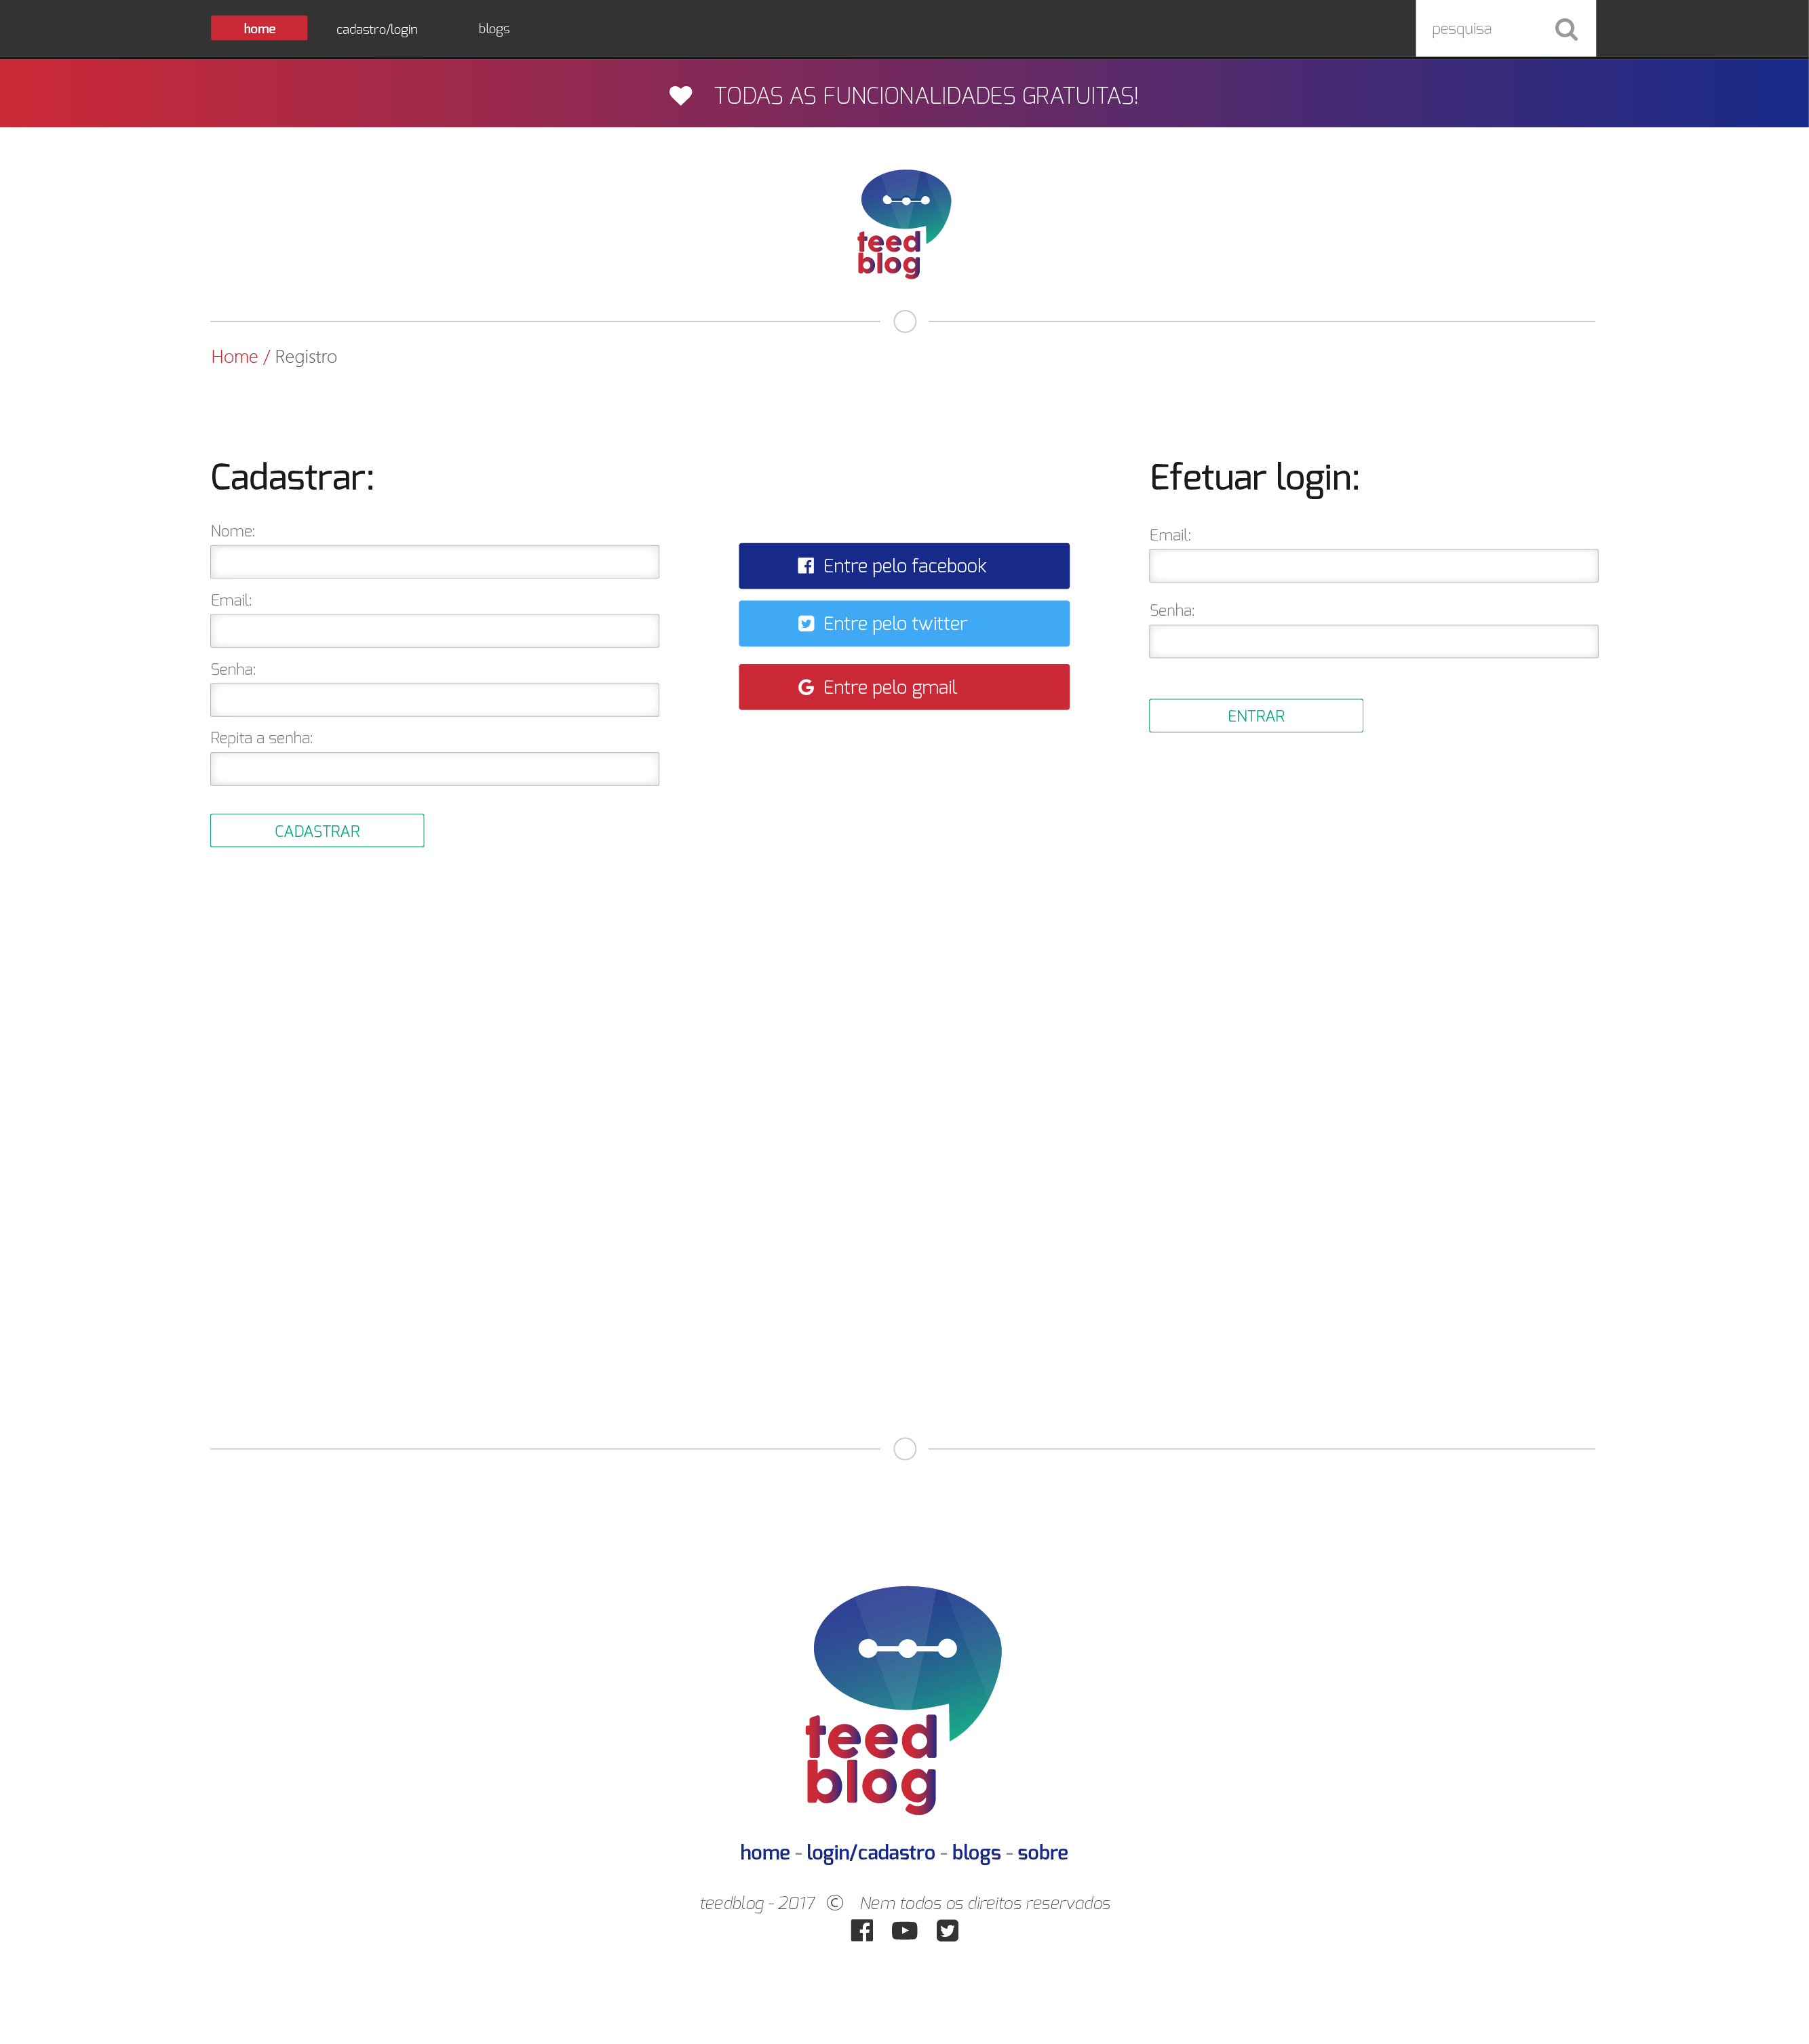 home cadastro/login blogs pesquisa
TODAS AS FUNCIONALIDADES GRATUITAS!
teed
blog
Home / Registro
Cadastrar:
Nome:
Email:
Senha:
Repita a senha:
CADASTRAR
Entre pelo facebook
Entre pelo twitter
Entre pelo gmail
Efetuar login:
Email:
Senha:
ENTRAR
teed
blog
home - login/cadastro - blogs - sobre
teedblog - 2017 © Nem todos os direitos reservados